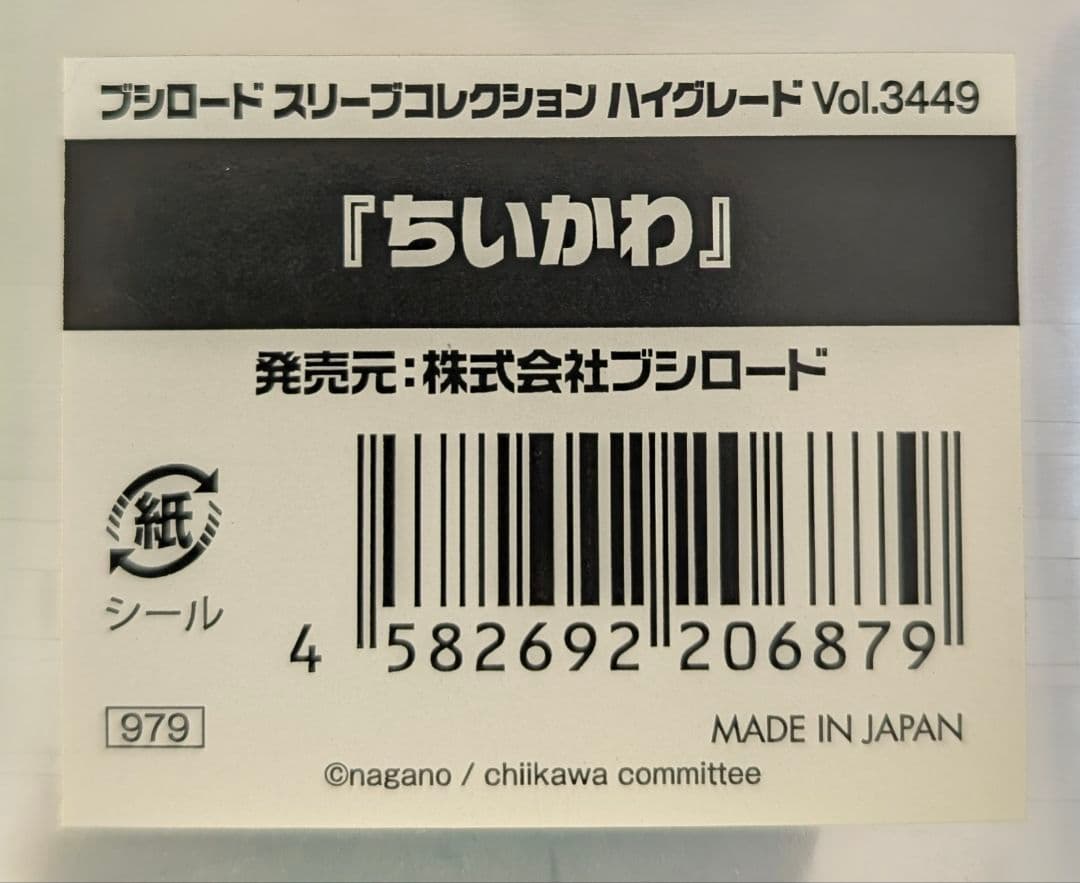 ブシロード スリーブコレクション ハイグレード Vol.3449
『ちいかわ』
発売元：株式会社ブシロード
紙
シール
4 582692 206879
979
MADE IN JAPAN
©nagano / chiikawa committee